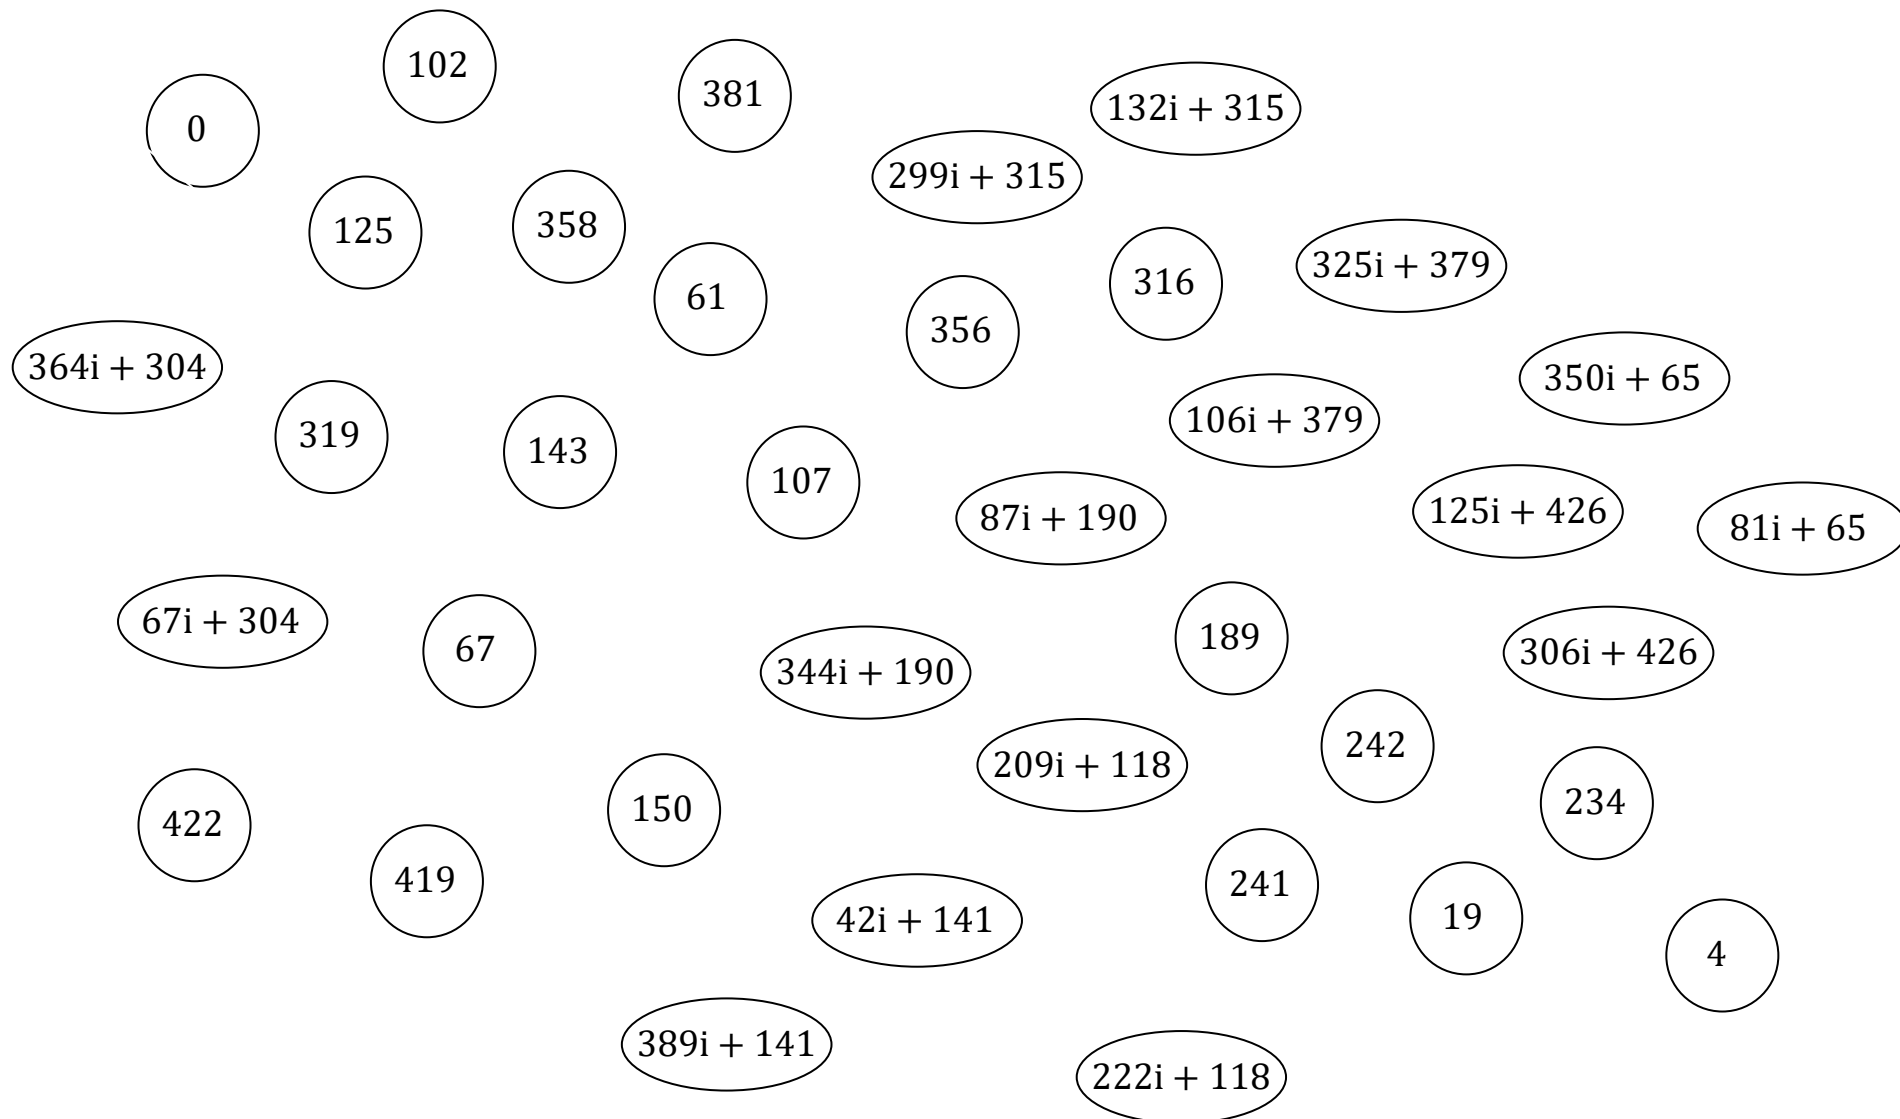 102
381
132i + 315
0
299i + 315
125
358
325i + 379
316
61
356
364i + 304
350i + 65
106i + 379
319
143
107
87i + 190
125i + 426
81i + 65
67i + 304
67
189
306i + 426
344i + 190
242
209i + 118
234
150
422
419
241
42i + 141
19
4
389i + 141
222i + 118